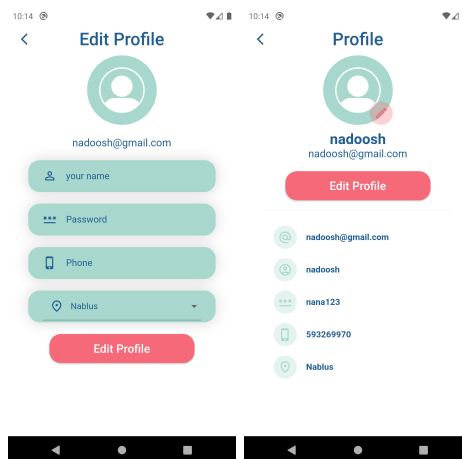 10:14
Edit Profile
nadoosh@gmail.com
your name
Password
Phone
Nablus
Edit Profile
10:14
Profile
nadoosh
nadoosh@gmail.com
Edit Profile
nadoosh@gmail.com
nadoosh
nana123
593269970
Nablus